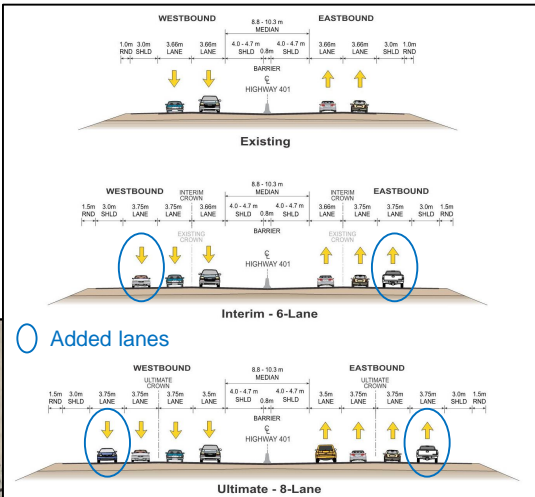 WESTBOUND
8.8 - 10.3 m
MEDIAN
EASTBOUND
1.0m RND
3.0m SHLD
3.66m LANE
3.66m LANE
4.0 - 4.7 m SHLD
0.8m
4.0 - 4.7 m SHLD
3.66m LANE
3.66m LANE
3.0m SHLD
1.0m RND
BARRIER
℄
HIGHWAY 401
Existing
WESTBOUND
INTERIM CROWN
8.8 - 10.3 m
MEDIAN
INTERIM CROWN
EASTBOUND
1.5m RND
3.0m SHLD
3.75m LANE
3.75m LANE
3.66m LANE
4.0 - 4.7 m SHLD
0.8m
4.0 - 4.7 m SHLD
3.66m LANE
3.75m LANE
3.75m LANE
3.0m SHLD
1.5m RND
EXISTING CROWN
BARRIER
℄
HIGHWAY 401
EXISTING CROWN
Interim - 6-Lane
Added lanes
WESTBOUND
ULTIMATE CROWN
8.8 - 10.3 m
MEDIAN
EASTBOUND
ULTIMATE CROWN
1.5m RND
3.0m SHLD
3.75m LANE
3.75m LANE
3.75m LANE
3.5m LANE
4.0 - 4.7 m SHLD
0.8m
4.0 - 4.7 m SHLD
3.5m LANE
3.75m LANE
3.75m LANE
3.75m LANE
3.0m SHLD
1.5m RND
BARRIER
℄
HIGHWAY 401
Ultimate - 8-Lane